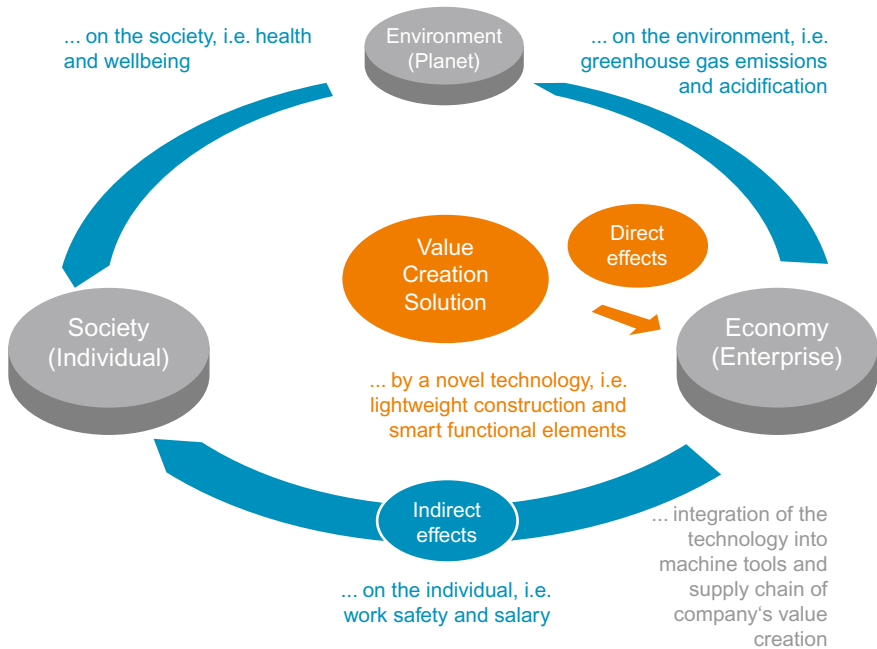 ... on the society, i.e. health
and wellbeing
Environment
(Planet)
... on the environment, i.e.
greenhouse gas emissions
and acidification
Value
Creation
Solution
Direct
effects
Society
(Individual)
Economy
(Enterprise)
... by a novel technology, i.e.
lightweight construction and
smart functional elements
Indirect
effects
... on the individual, i.e.
work safety and salary
... integration of the
technology into
machine tools and
supply chain of
company‘s value
creation